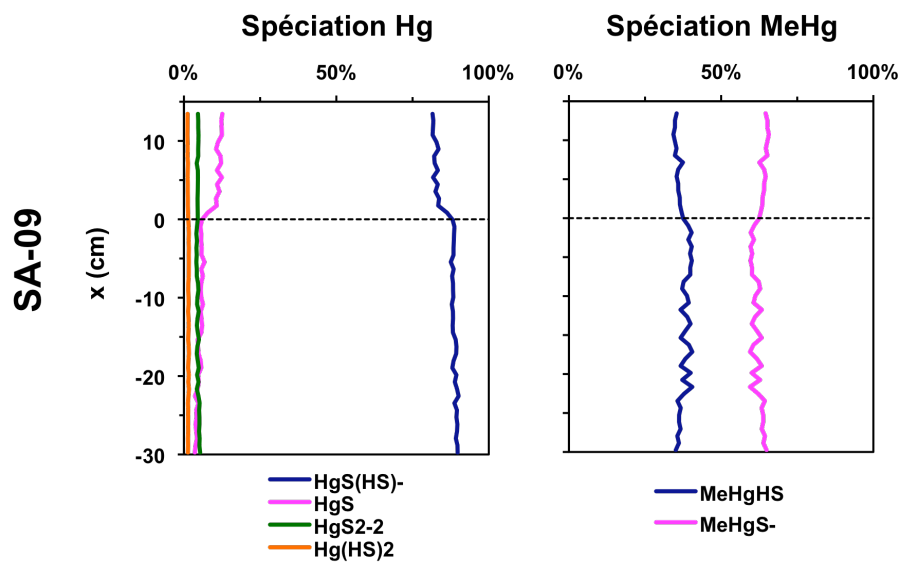 Spéciation Hg
Spéciation MeHg
0% 50% 100%
0% 50% 100%
SA-09
x (cm)
10
0
-10
-20
-30
HgS(HS)-
HgS
HgS2-2
Hg(HS)2
MeHgHS
MeHgS-